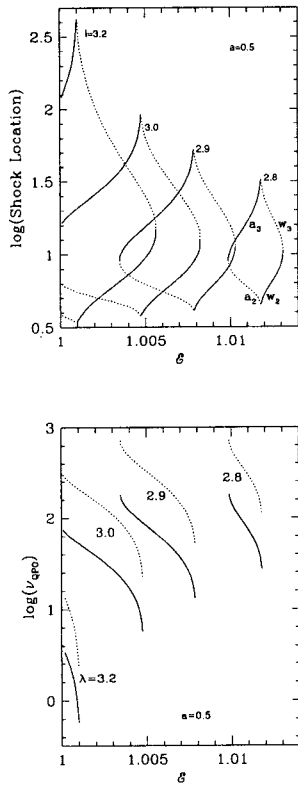 log(Shock Location)
2.5
2
1.5
1
0.5
l=3.2
a=0.5
3.0
2.9
2.8
a₃
w₃
a₂
w₂
1
1.005
1.01
ℰ
log(ν_QPO)
3
2
1
0
2.8
2.9
3.0
λ=3.2
a=0.5
1
1.005
1.01
ℰ